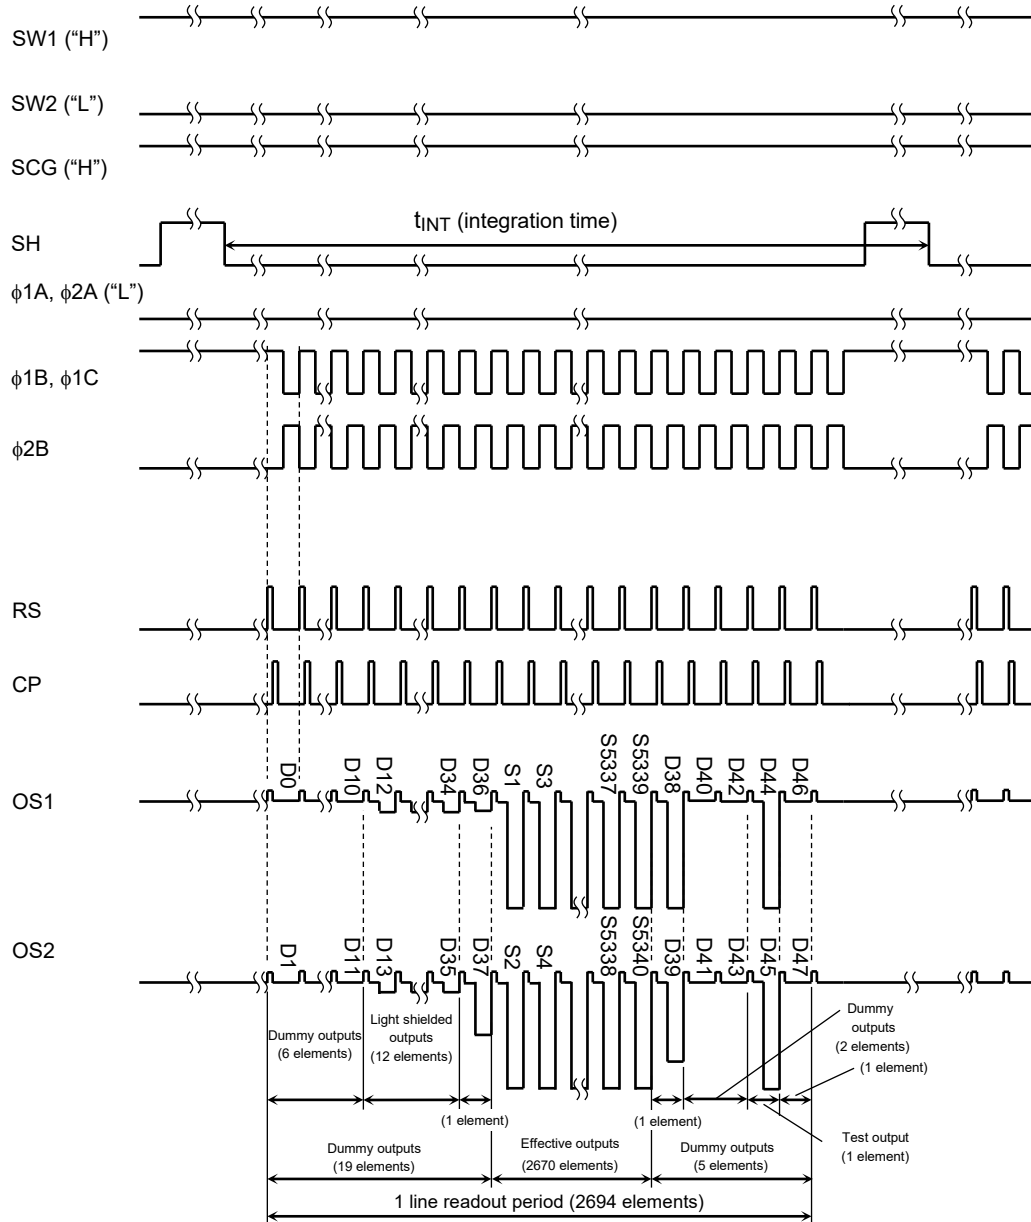 SW1 (“H”)
SW2 (“L”)
SCG (“H”)
SH
tINT (integration time)
ϕ1A, ϕ2A (“L”)
ϕ1B, ϕ1C
ϕ2B
RS
CP
OS1
D0
D10
D12
D34
D36
S1
S3
S5337
S5339
D38
D40
D42
D44
D46
OS2
D1
D11
D13
D35
D37
S2
S4
S5338
S5340
D39
D41
D43
D45
D47
Dummy outputs
(6 elements)
Light shielded
outputs
(12 elements)
(1 element)
(1 element)
Dummy
outputs
(2 elements)
(1 element)
Test output
(1 element)
Dummy outputs
(19 elements)
Effective outputs
(2670 elements)
Dummy outputs
(5 elements)
1 line readout period (2694 elements)